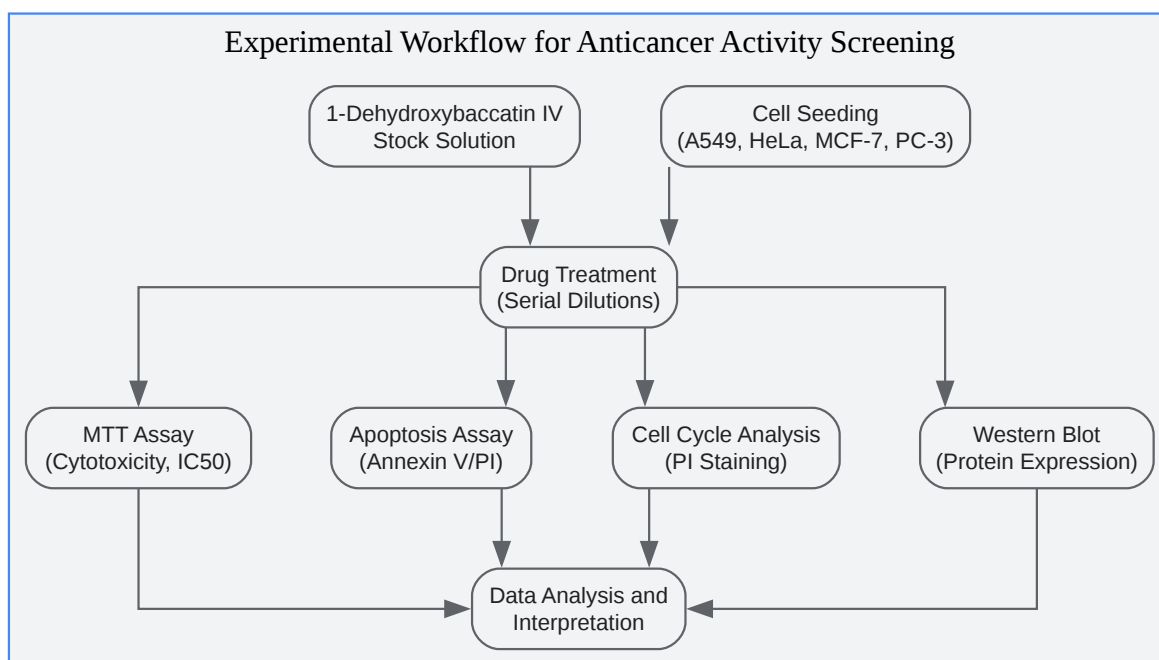 Experimental Workflow for Anticancer Activity Screening
1-Dehydroxybaccatin IV
Stock Solution
Cell Seeding
(A549, HeLa, MCF-7, PC-3)
Drug Treatment
(Serial Dilutions)
MTT Assay
(Cytotoxicity, IC50)
Apoptosis Assay
(Annexin V/PI)
Cell Cycle Analysis
(PI Staining)
Western Blot
(Protein Expression)
Data Analysis and
Interpretation